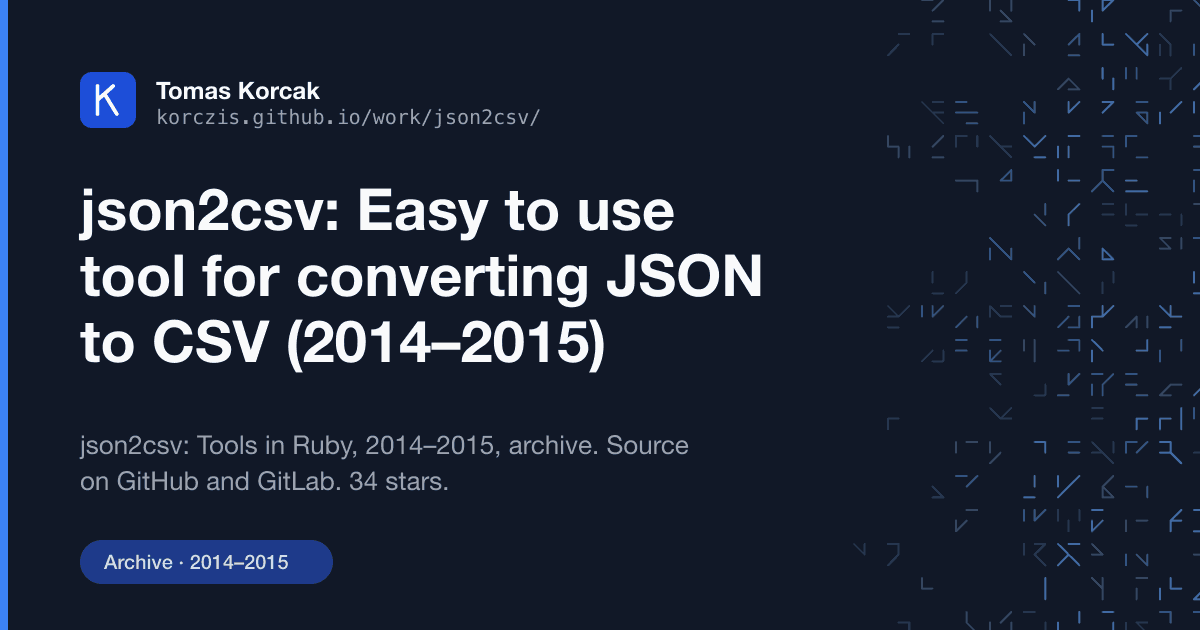 K
Tomas Korcak
korczis.github.io/work/json2csv/
json2csv: Easy to use
tool for converting JSON
to CSV (2014–2015)
json2csv: Tools in Ruby, 2014–2015, archive. Source
on GitHub and GitLab. 34 stars.
Archive · 2014–2015